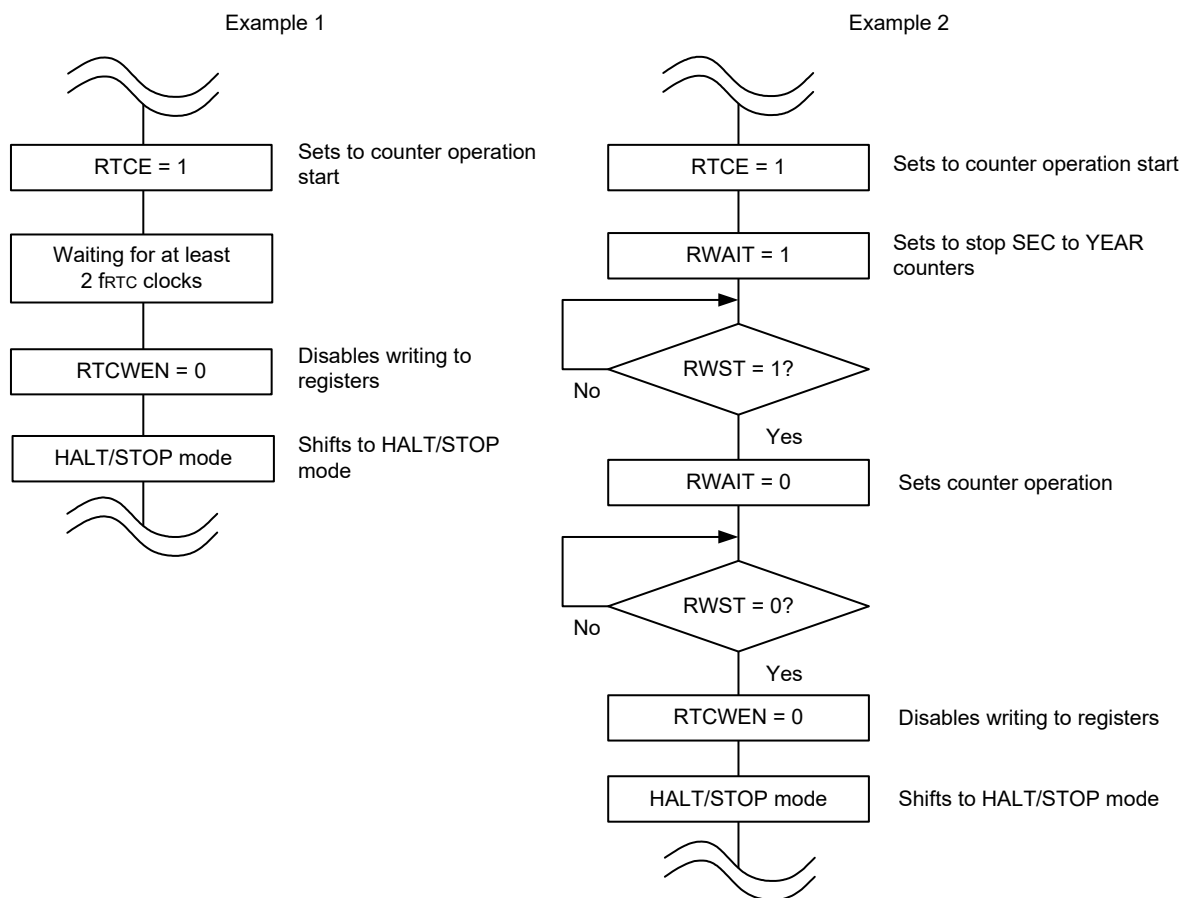 Example 1
RTCE = 1
Sets to counter operation
start
Waiting for at least
2 fRTC clocks
RTCWEN = 0
Disables writing to
registers
HALT/STOP mode
Shifts to HALT/STOP
mode
Example 2
RTCE = 1
Sets to counter operation start
RWAIT = 1
Sets to stop SEC to YEAR
counters
RWST = 1?
No
Yes
RWAIT = 0
Sets counter operation
RWST = 0?
No
Yes
RTCWEN = 0
Disables writing to registers
HALT/STOP mode
Shifts to HALT/STOP mode